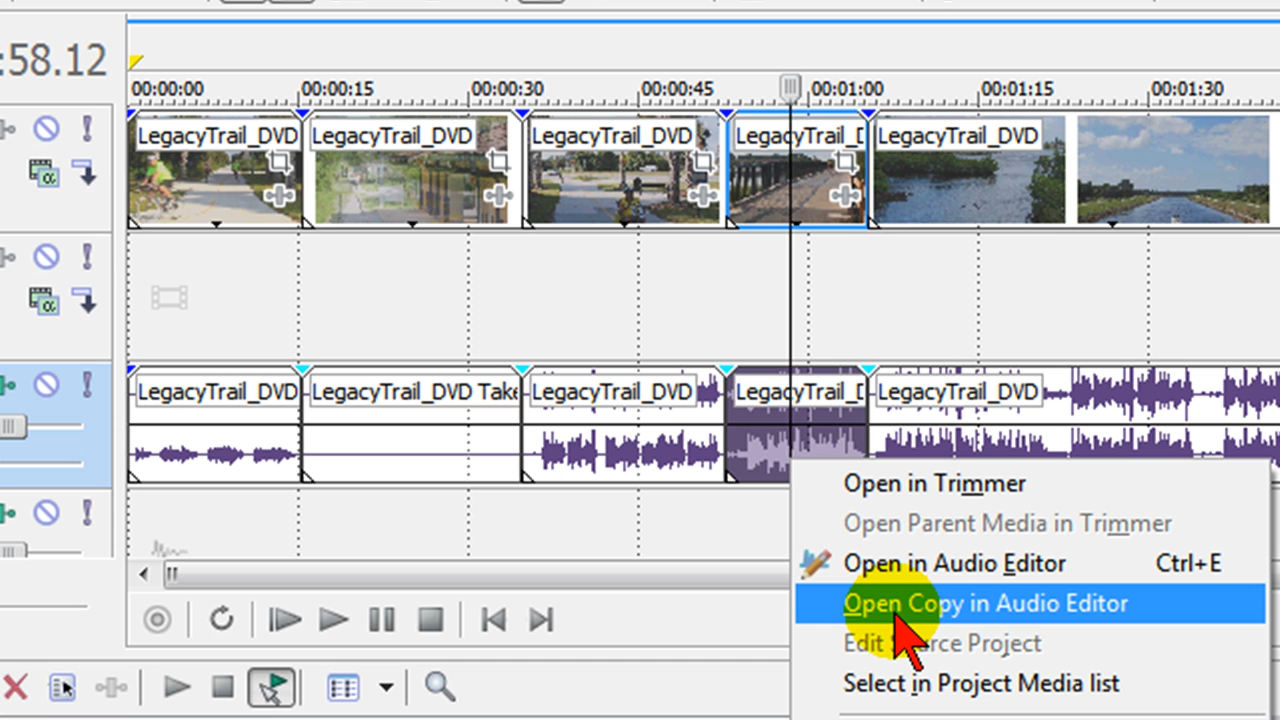 :58.12
00:00:00 00:00:15 00:00:30 00:00:45 00:01:00 00:01:15 00:01:30
LegacyTrail_DVD LegacyTrail_DVD LegacyTrail_DVD LegacyTrail_D LegacyTrail_DVD
LegacyTrail_DVD LegacyTrail_DVD Take LegacyTrail_DVD LegacyTrail_D LegacyTrail_DVD
Open in Trimmer
Open Parent Media in Trimmer
Open in Audio Editor Ctrl+E
Open Copy in Audio Editor
Edit Source Project
Select in Project Media list